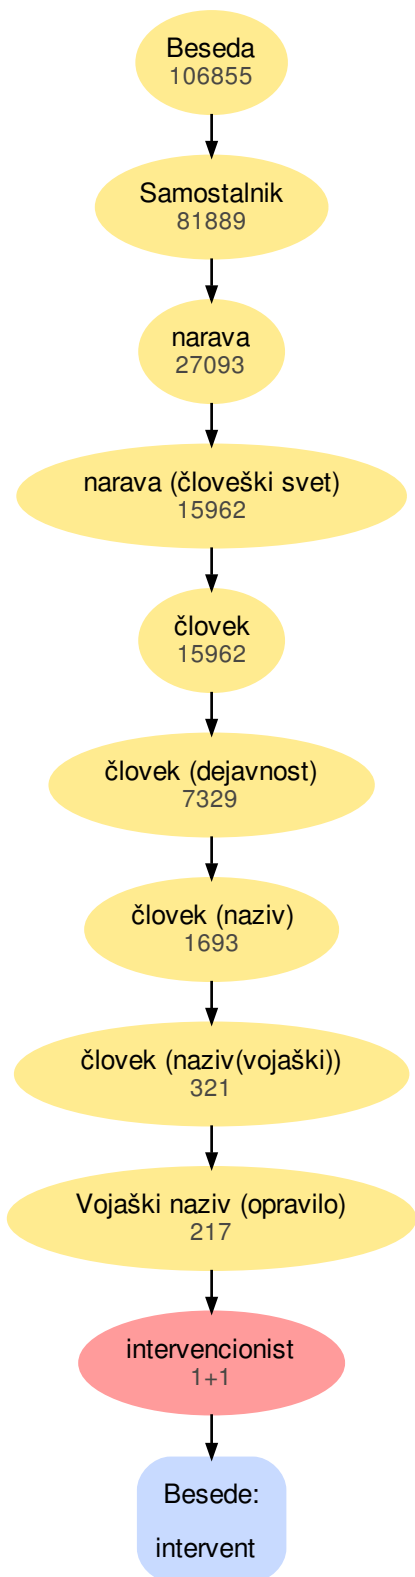 Beseda
106855
Samostalnik
81889
narava
27093
narava (človeški svet)
15962
človek
15962
človek (dejavnost)
7329
človek (naziv)
1693
človek (naziv(vojaški))
321
Vojaški naziv (opravilo)
217
intervencionist
1+1
Besede:
intervent